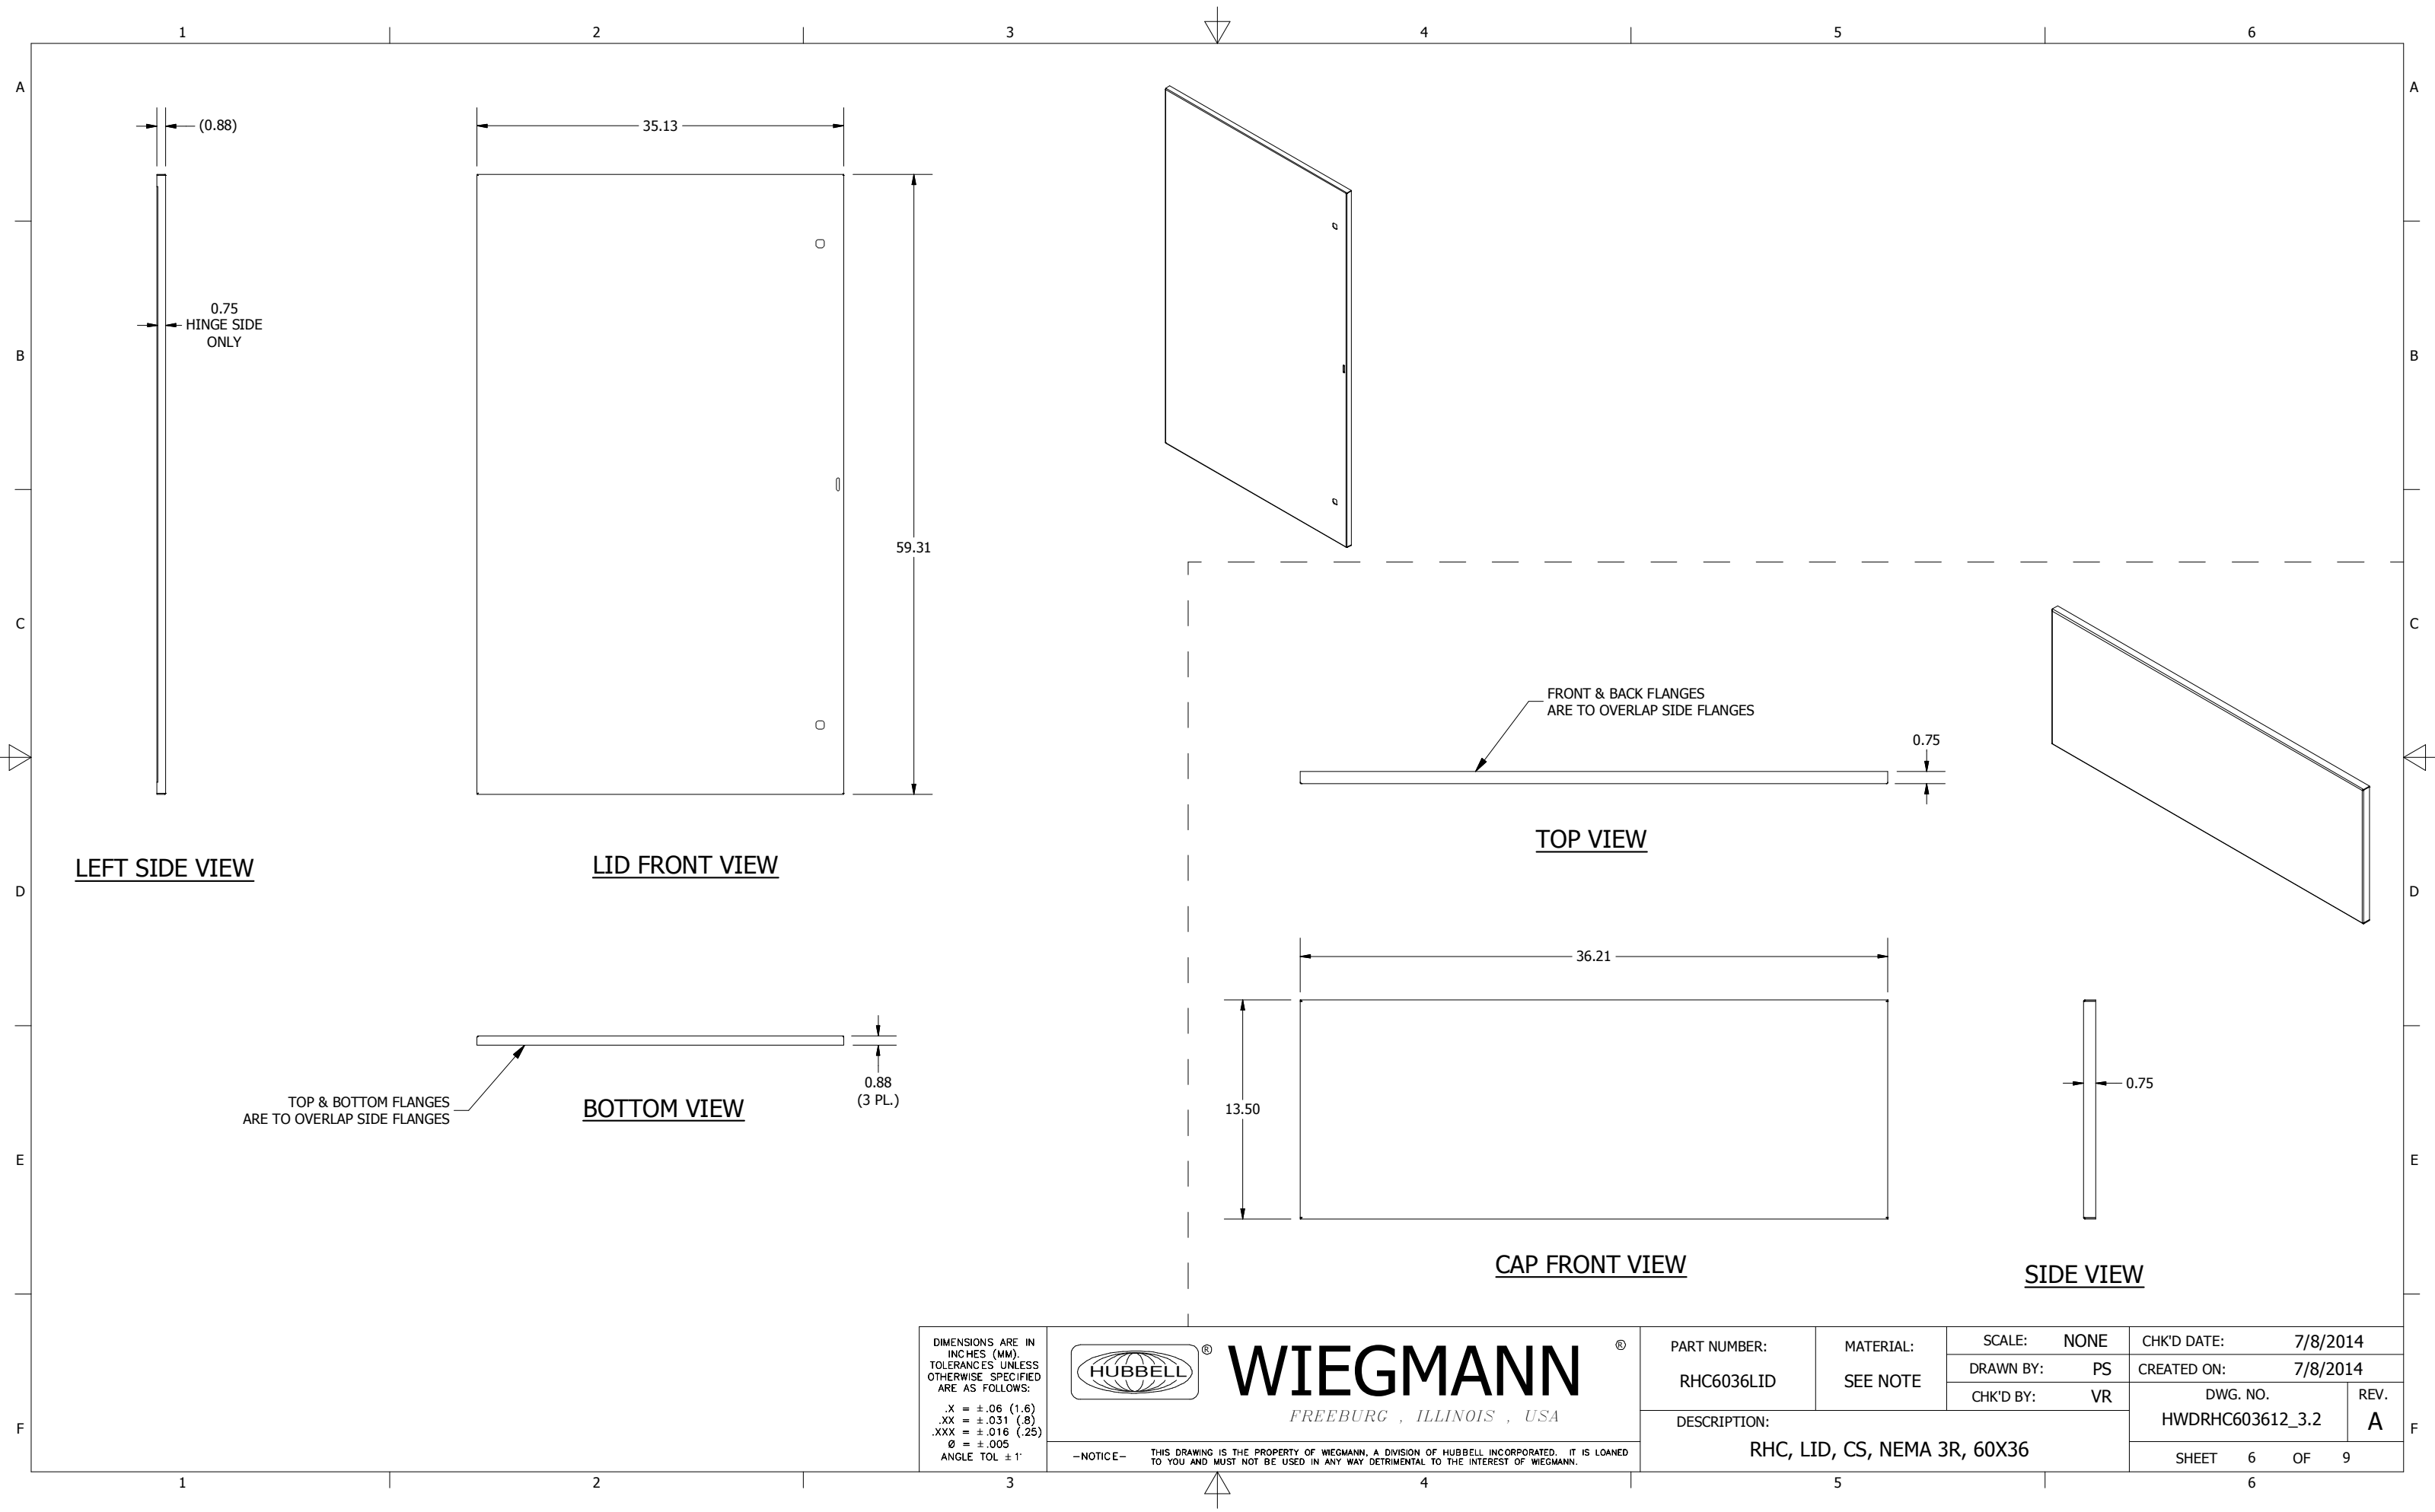 1 2 3 4 5 6
A A
B B
C C
D D
E E
F F
1 2 3 4 5 6
(0.88)
35.13
0.75
HINGE SIDE
ONLY
59.31
LEFT SIDE VIEW
LID FRONT VIEW
TOP & BOTTOM FLANGES
ARE TO OVERLAP SIDE FLANGES
BOTTOM VIEW
0.88
(3 PL.)
FRONT & BACK FLANGES
ARE TO OVERLAP SIDE FLANGES
0.75
TOP VIEW
36.21
13.50
0.75
CAP FRONT VIEW
SIDE VIEW
DIMENSIONS ARE IN
INCHES (MM).
TOLERANCES UNLESS
OTHERWISE SPECIFIED
ARE AS FOLLOWS:
.X = ±.06 (1.6)
.XX = ±.031 (.8)
.XXX = ±.016 (.25)
Ø = ±.005
ANGLE TOL ±1°
HUBBELL ®
WIEGMANN ®
FREEBURG , ILLINOIS , USA
-NOTICE- THIS DRAWING IS THE PROPERTY OF WIEGMANN, A DIVISION OF HUBBELL INCORPORATED. IT IS LOANED
TO YOU AND MUST NOT BE USED IN ANY WAY DETRIMENTAL TO THE INTEREST OF WIEGMANN.
PART NUMBER:
RHC6036LID
MATERIAL:
SEE NOTE
SCALE: NONE
DRAWN BY: PS
CHK'D BY: VR
CHK'D DATE: 7/8/2014
CREATED ON: 7/8/2014
DESCRIPTION:
RHC, LID, CS, NEMA 3R, 60X36
DWG. NO.
HWDRHC603612_3.2
REV.
A
SHEET 6 OF 9